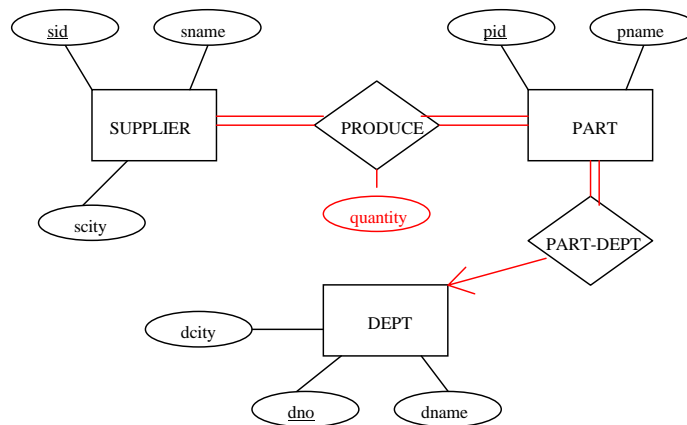 sid
sname
pid
pname
SUPPLIER
PRODUCE
PART
scity
quantity
PART-DEPT
dcity
DEPT
dno
dname